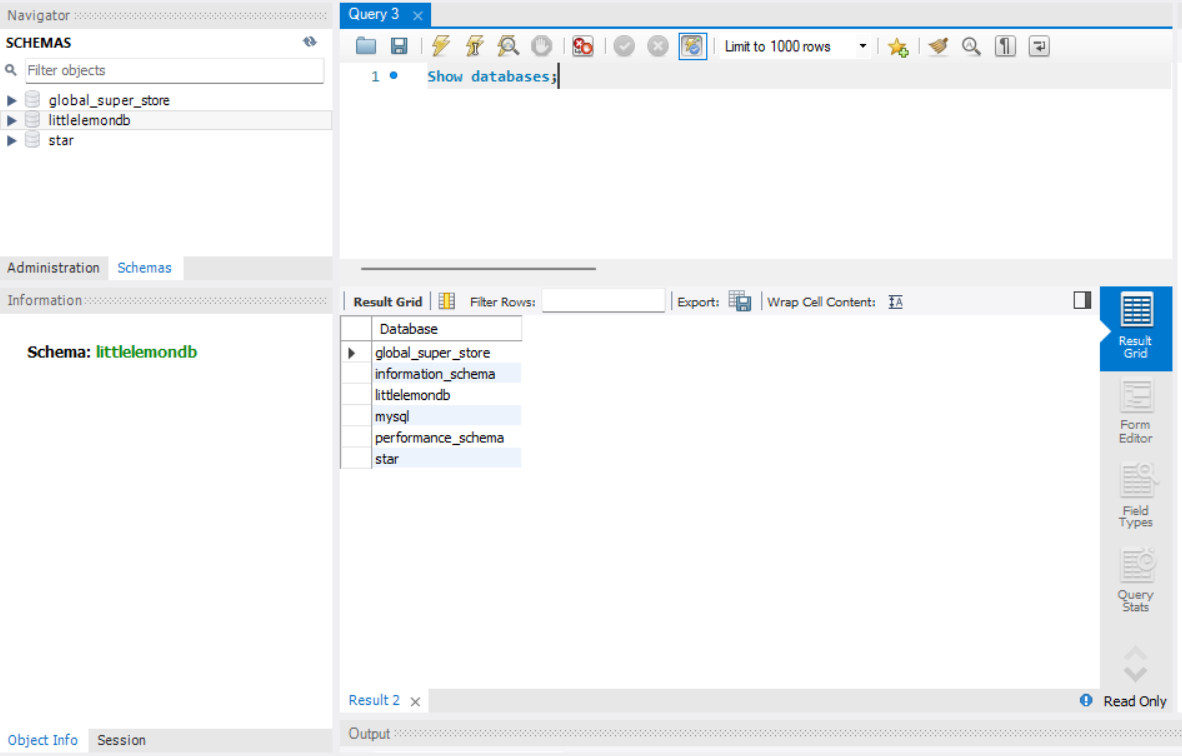 Navigator
SCHEMAS
Filter objects
global_super_store
littlelemondb
star
Administration Schemas
Information
Schema: littlelemondb
Object Info Session
Query 3
Limit to 1000 rows
1 Show databases;
Result Grid Filter Rows: Export: Wrap Cell Content:
Database
global_super_store
information_schema
littlelemondb
mysql
performance_schema
star
Result
Grid
Form
Editor
Field
Types
Query
Stats
Result 2 Read Only
Output